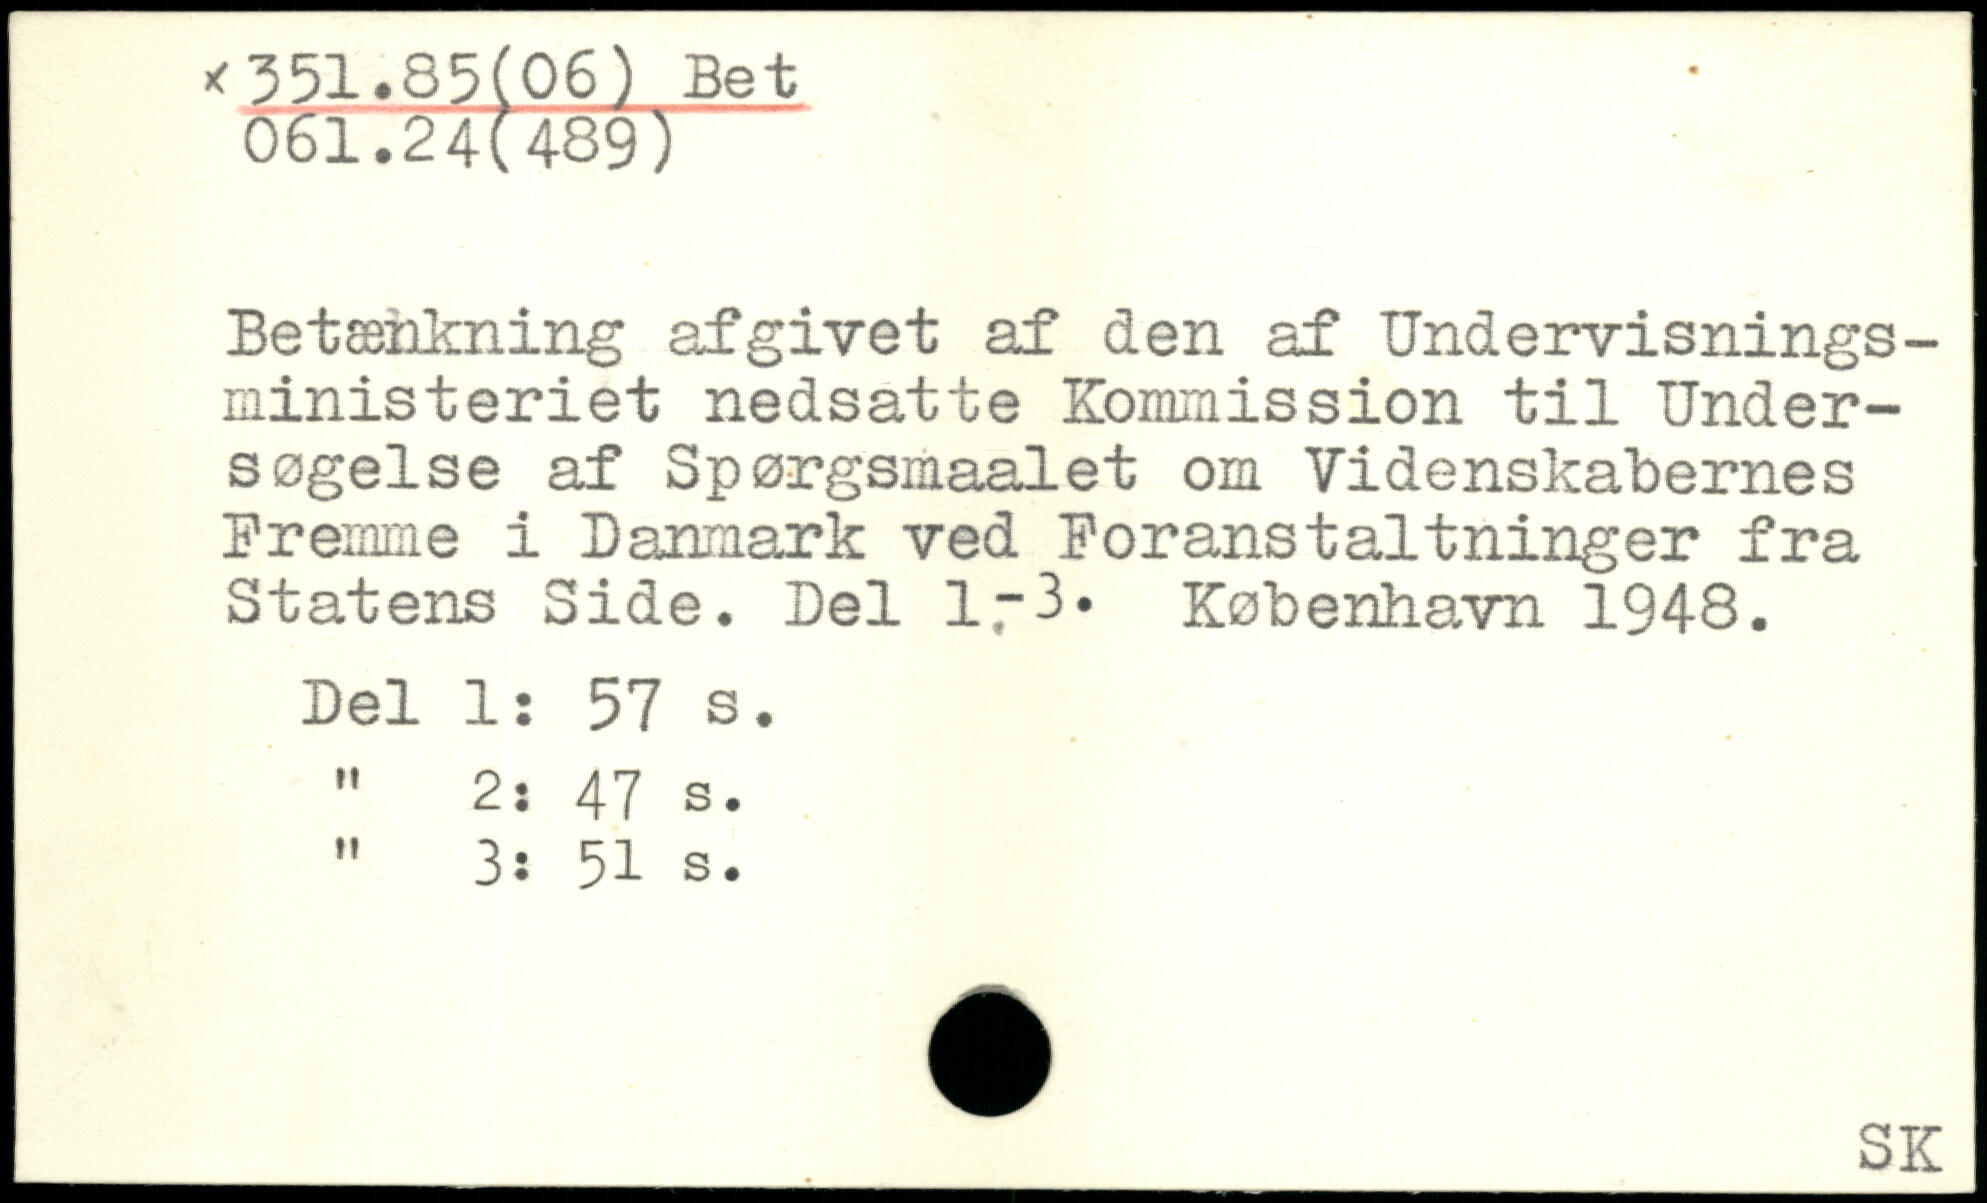 x 351.85(06) Bet
061.24(489)
Betænkning afgivet af den af Undervisnings-
ministeriet nedsatte Kommission til Under-
søgelse af Spørgsmaalet om Videnskabernes
Fremme i Danmark ved Foranstaltninger fra
Statens Side. Del 1.-3. København 1948.
Del 1: 57 s.
" 2: 47 s.
" 3: 51 s.
SK